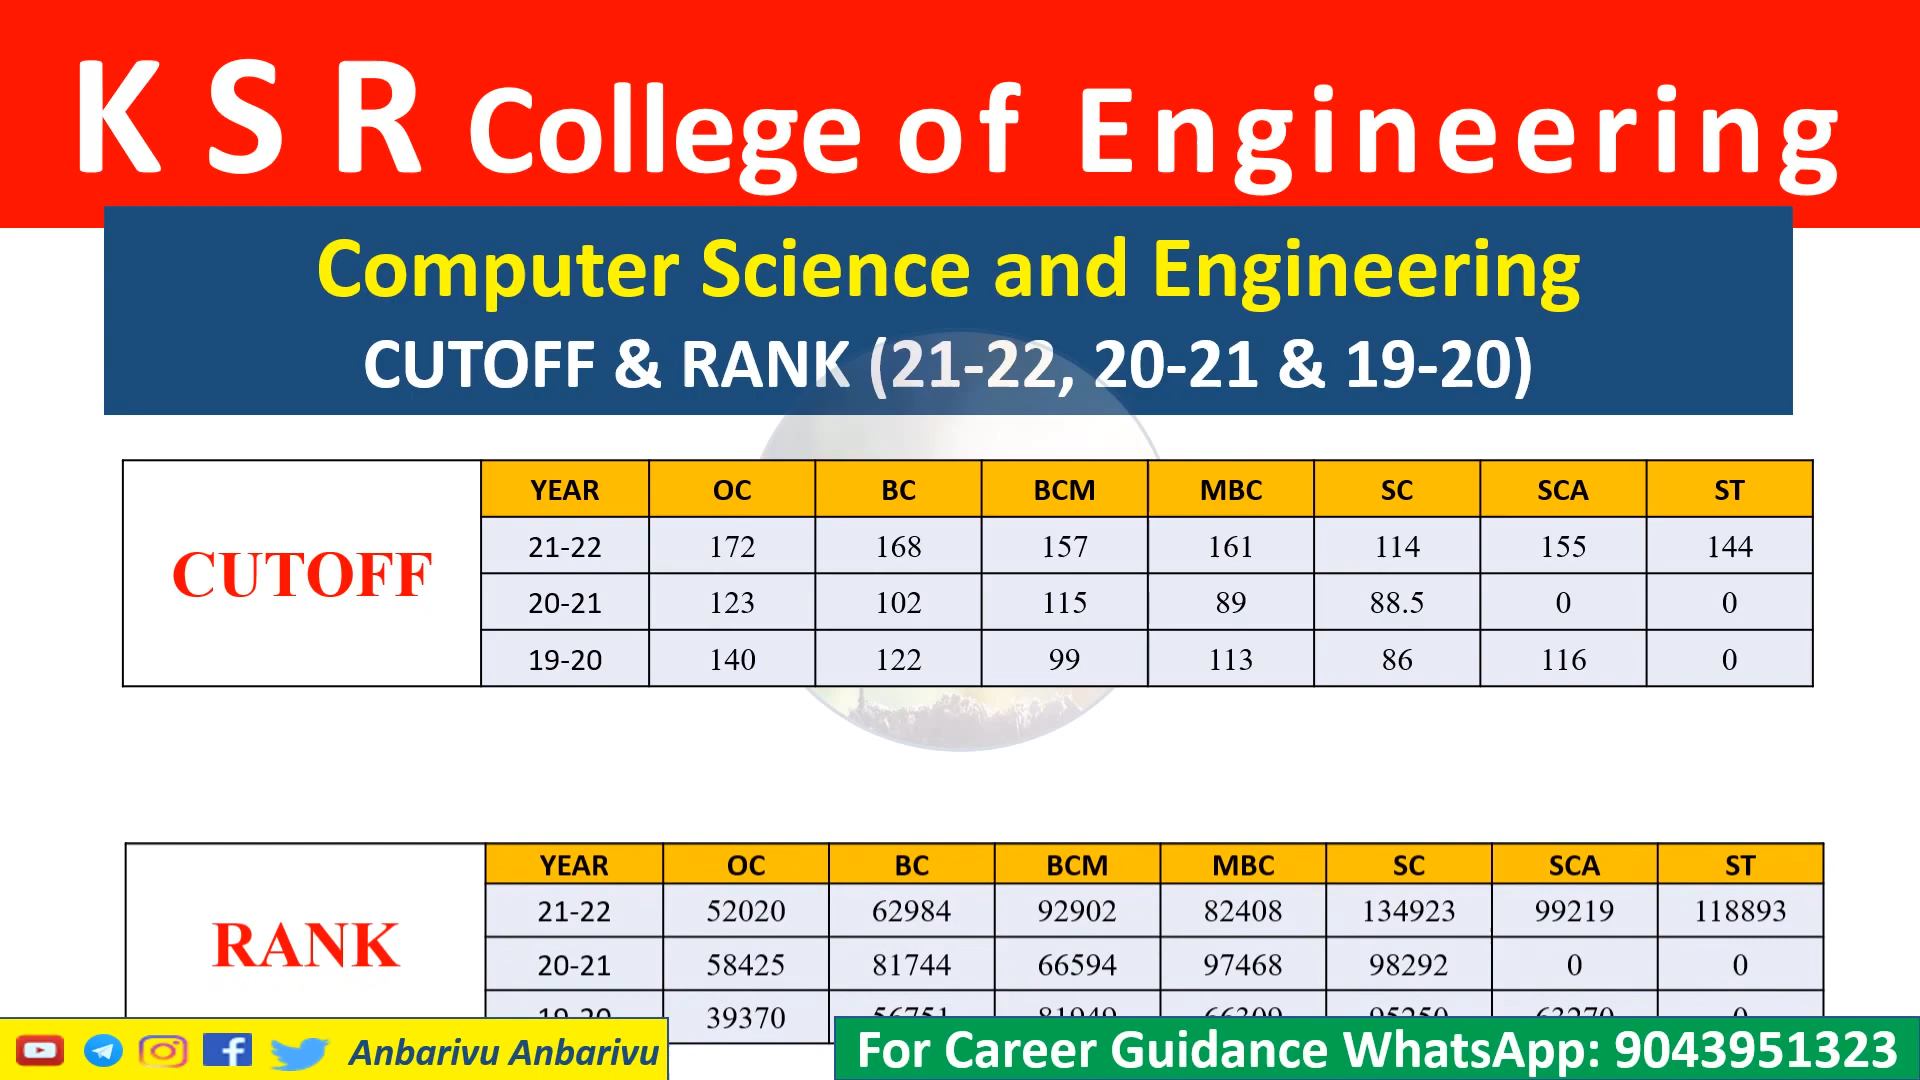 K S R College of Engineering
Computer Science and Engineering
CUTOFF & RANK (21-22, 20-21 & 19-20)
CUTOFF
YEAR OC BC BCM MBC SC SCA ST
21-22 172 168 157 161 114 155 144
20-21 123 102 115 89 88.5 0 0
19-20 140 122 99 113 86 116 0
RANK
YEAR OC BC BCM MBC SC SCA ST
21-22 52020 62984 92902 82408 134923 99219 118893
20-21 58425 81744 66594 97468 98292 0 0
19-20 39370
Anbarivu Anbarivu
For Career Guidance WhatsApp: 9043951323